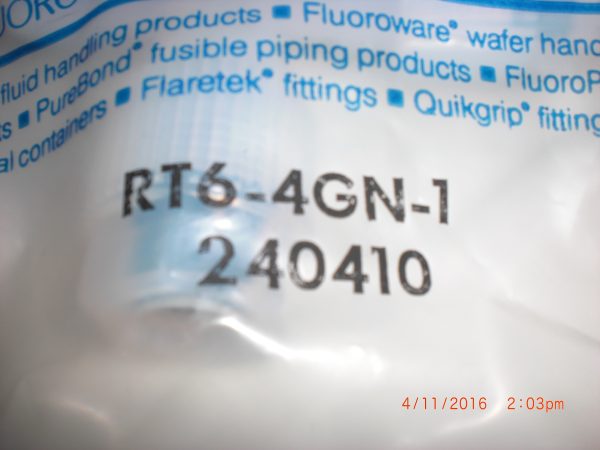 UORO
fluid handling products ■ Fluoroware® wafer hand
s ■ PureBond® fusible piping products ■ FluoroP
al containers ■ Flaretek® fittings ■ Quikgrip® fitting
RT6-4GN-1
240410
4/11/2016 2:03pm